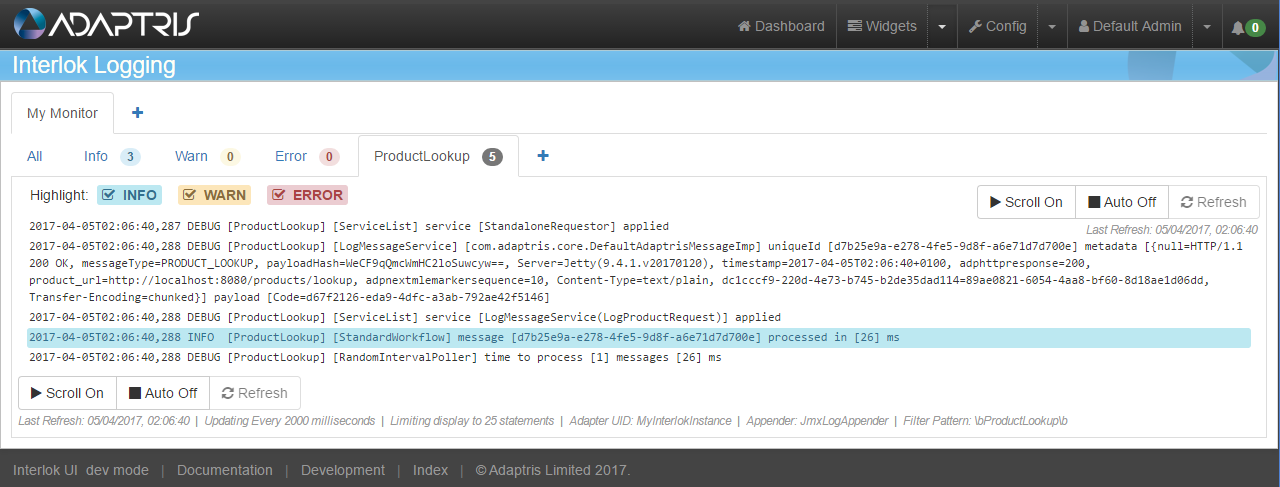 ADAPTRIS
Dashboard Widgets Config Default Admin 0
Interlok Logging
My Monitor
All Info 3 Warn 0 Error 0 ProductLookup 5
Highlight: INFO WARN ERROR
Scroll On Auto Off Refresh
Last Refresh: 05/04/2017, 02:06:40
2017-04-05T02:06:40,287 DEBUG [ProductLookup] [ServiceList] service [StandaloneRequestor] applied
2017-04-05T02:06:40,288 DEBUG [ProductLookup] [LogMessageService] [com.adaptris.core.DefaultAdaptrisMessageImp] uniqueId [d7b25e9a-e278-4fe5-9d8f-a6e71d7d700e] metadata [{null=HTTP/1.1
200 OK, messageType=PRODUCT_LOOKUP, payloadHash=WeCF9qQmcWmHC2loSuwcyw==, Server=Jetty(9.4.1.v20170120), timestamp=2017-04-05T02:06:40+0100, adphttpresponse=200,
product_url=http://localhost:8080/products/lookup, adpnextmlemarkersequence=10, Content-Type=text/plain, dc1cccf9-220d-4e73-b745-b2de35dad114=89ae0821-6054-4aa8-bf60-8d18ae1d06dd,
Transfer-Encoding=chunked}] payload [Code=d67f2126-eda9-4dfc-a3ab-792ae42f5146]
2017-04-05T02:06:40,288 DEBUG [ProductLookup] [ServiceList] service [LogMessageService(LogProductRequest)] applied
2017-04-05T02:06:40,288 INFO [ProductLookup] [StandardWorkflow] message [d7b25e9a-e278-4fe5-9d8f-a6e71d7d700e] processed in [26] ms
2017-04-05T02:06:40,288 DEBUG [ProductLookup] [RandomIntervalPoller] time to process [1] messages [26] ms
Scroll On Auto Off Refresh
Last Refresh: 05/04/2017, 02:06:40 | Updating Every 2000 milliseconds | Limiting display to 25 statements | Adapter UID: MyInterlokInstance | Appender: JmxLogAppender | Filter Pattern: \bProductLookup\b
Interlok UI dev mode | Documentation | Development | Index | © Adaptris Limited 2017.